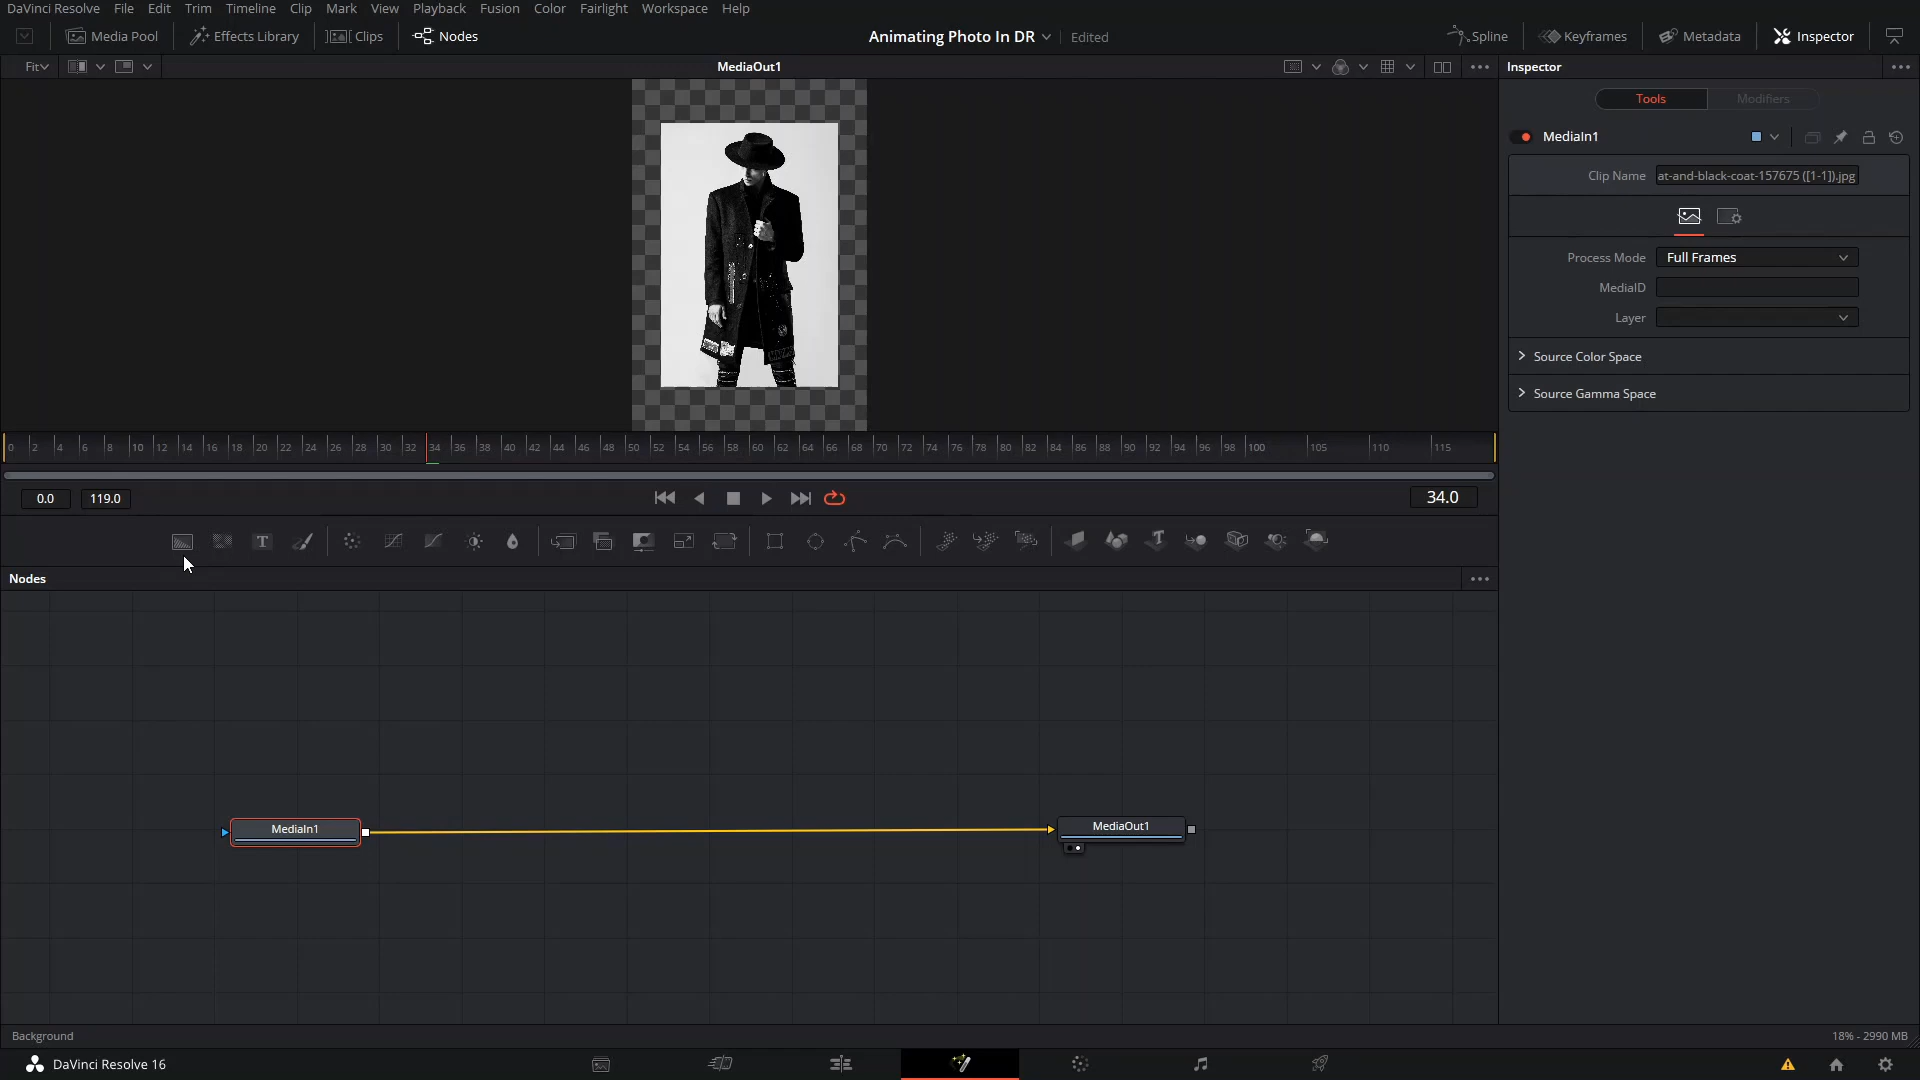 DaVinci Resolve File Edit Trim Timeline Clip Mark View Playback Fusion Color Fairlight Workspace Help
Media Pool Effects Library Clips Nodes Animating Photo In DR Edited Spline Keyframes Metadata Inspector
Fit MediaOut1 Inspector
Tools Modifiers
MediaIn1
Clip Name at-and-black-coat-157675 ([1-1]).jpg
Process Mode Full Frames
MediaID
Layer
Source Color Space
Source Gamma Space
0 2 4 6 8 10 12 14 16 18 20 22 24 26 28 30 32 34 36 38 40 42 44 46 48 50 52 54 56 58 60 62 64 66 68 70 72 74 76 78 80 82 84 86 88 90 92 94 96 98 100 105 110 115
0.0 119.0 34.0
T
Nodes
MediaIn1 MediaOut1
Background 18% - 2990 MB
DaVinci Resolve 16